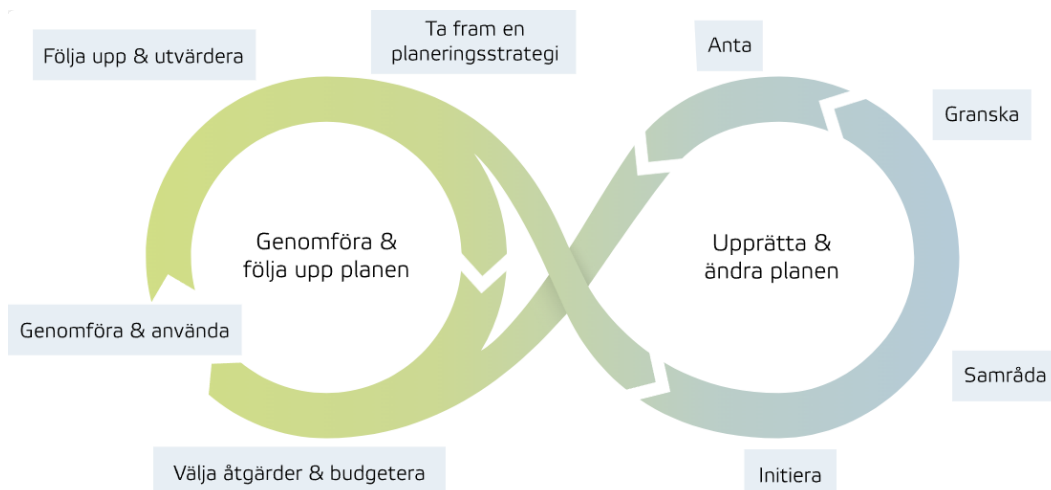 Följa upp & utvärdera
Ta fram en
planeringsstrategi
Anta
Granska
Genomföra &
följa upp planen
Upprätta &
ändra planen
Genomföra & använda
Samråda
Välja åtgärder & budgetera
Initiera